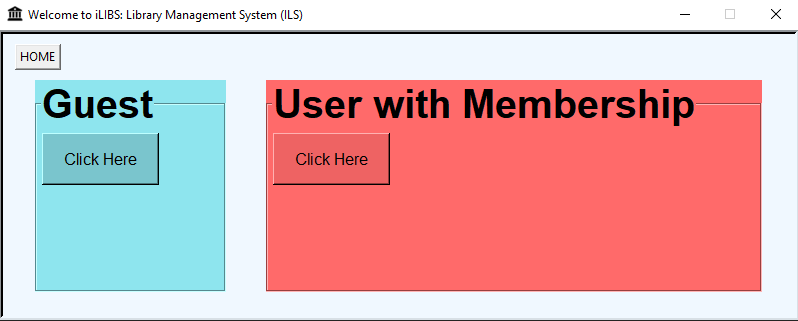 Welcome to iLIBS: Library Management System (ILS)
HOME
Guest
User with Membership
Click Here
Click Here